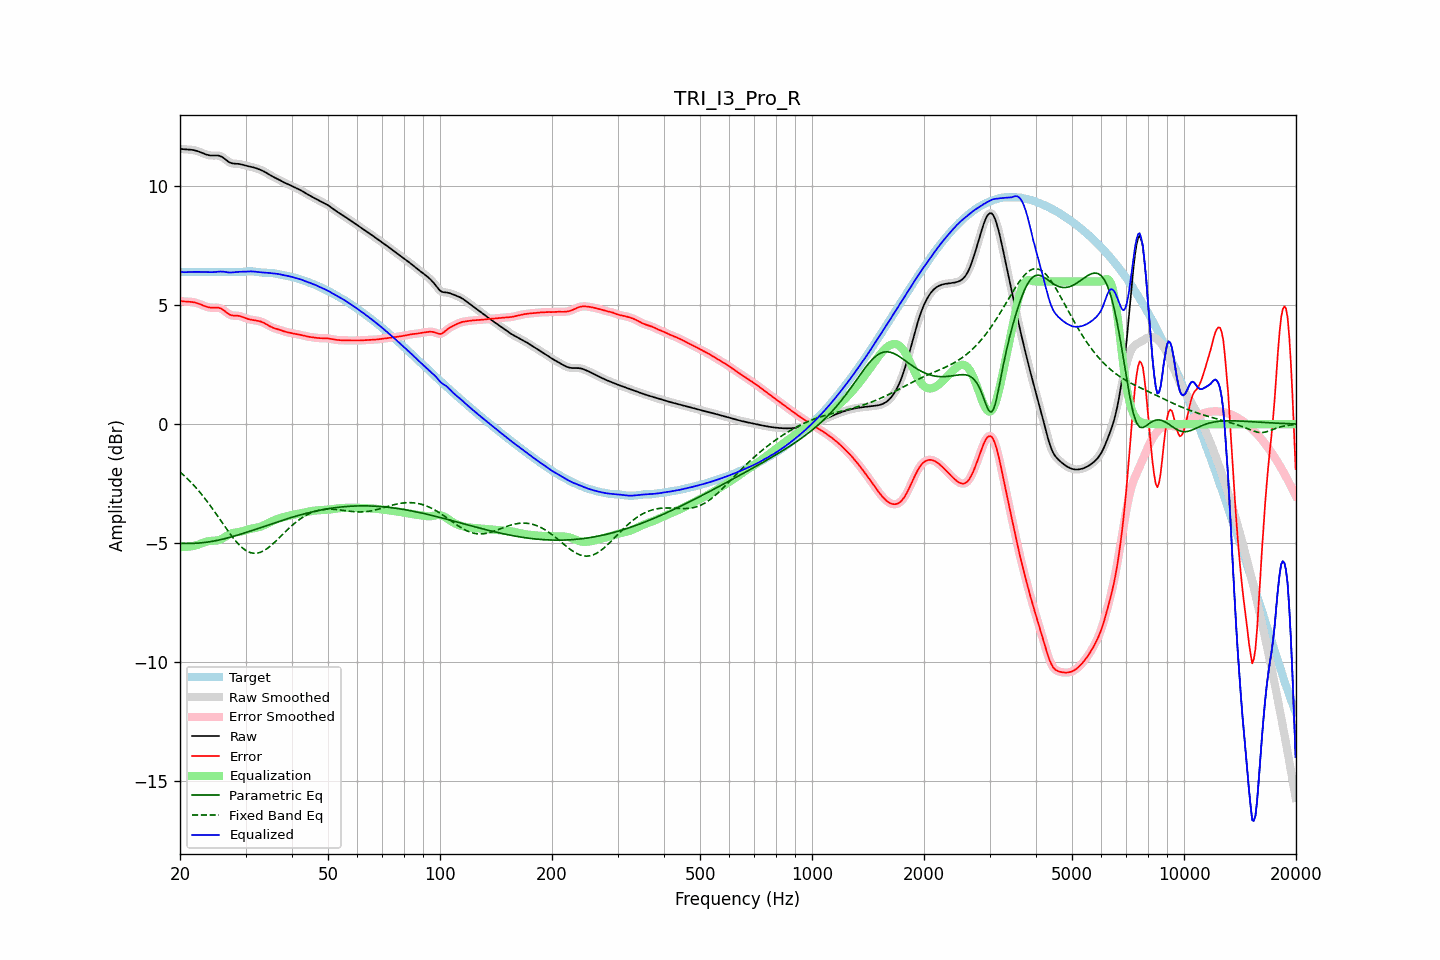 TRI_I3_Pro_R
Amplitude (dBr)
10
5
0
−5
−10
−15
Target
Raw Smoothed
Error Smoothed
Raw
Error
Equalization
Parametric Eq
Fixed Band Eq
Equalized
20
50
100
200
500
1000
2000
5000
10000
20000
Frequency (Hz)